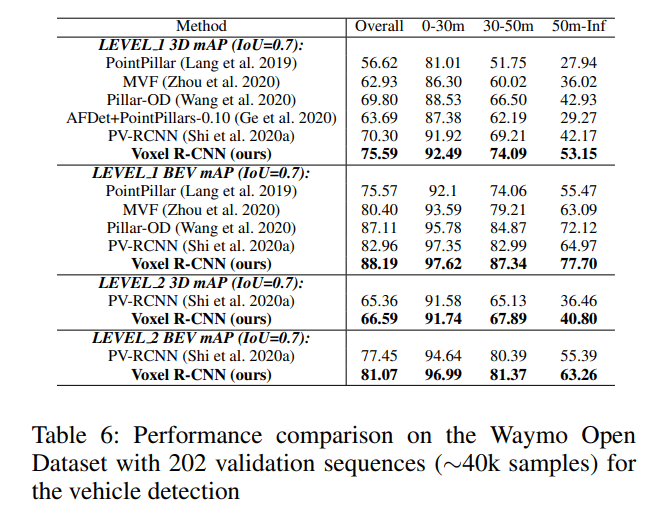 Method Overall 0-30m 30-50m 50m-Inf
LEVEL_1 3D mAP (IoU=0.7):
PointPillar (Lang et al. 2019) 56.62 81.01 51.75 27.94
MVF (Zhou et al. 2020) 62.93 86.30 60.02 36.02
Pillar-OD (Wang et al. 2020) 69.80 88.53 66.50 42.93
AFDet+PointPillars-0.10 (Ge et al. 2020) 63.69 87.38 62.19 29.27
PV-RCNN (Shi et al. 2020a) 70.30 91.92 69.21 42.17
Voxel R-CNN (ours) 75.59 92.49 74.09 53.15
LEVEL_1 BEV mAP (IoU=0.7):
PointPillar (Lang et al. 2019) 75.57 92.1 74.06 55.47
MVF (Zhou et al. 2020) 80.40 93.59 79.21 63.09
Pillar-OD (Wang et al. 2020) 87.11 95.78 84.87 72.12
PV-RCNN (Shi et al. 2020a) 82.96 97.35 82.99 64.97
Voxel R-CNN (ours) 88.19 97.62 87.34 77.70
LEVEL_2 3D mAP (IoU=0.7):
PV-RCNN (Shi et al. 2020a) 65.36 91.58 65.13 36.46
Voxel R-CNN (ours) 66.59 91.74 67.89 40.80
LEVEL_2 BEV mAP (IoU=0.7):
PV-RCNN (Shi et al. 2020a) 77.45 94.64 80.39 55.39
Voxel R-CNN (ours) 81.07 96.99 81.37 63.26
Table 6: Performance comparison on the Waymo Open
Dataset with 202 validation sequences (∼40k samples) for
the vehicle detection